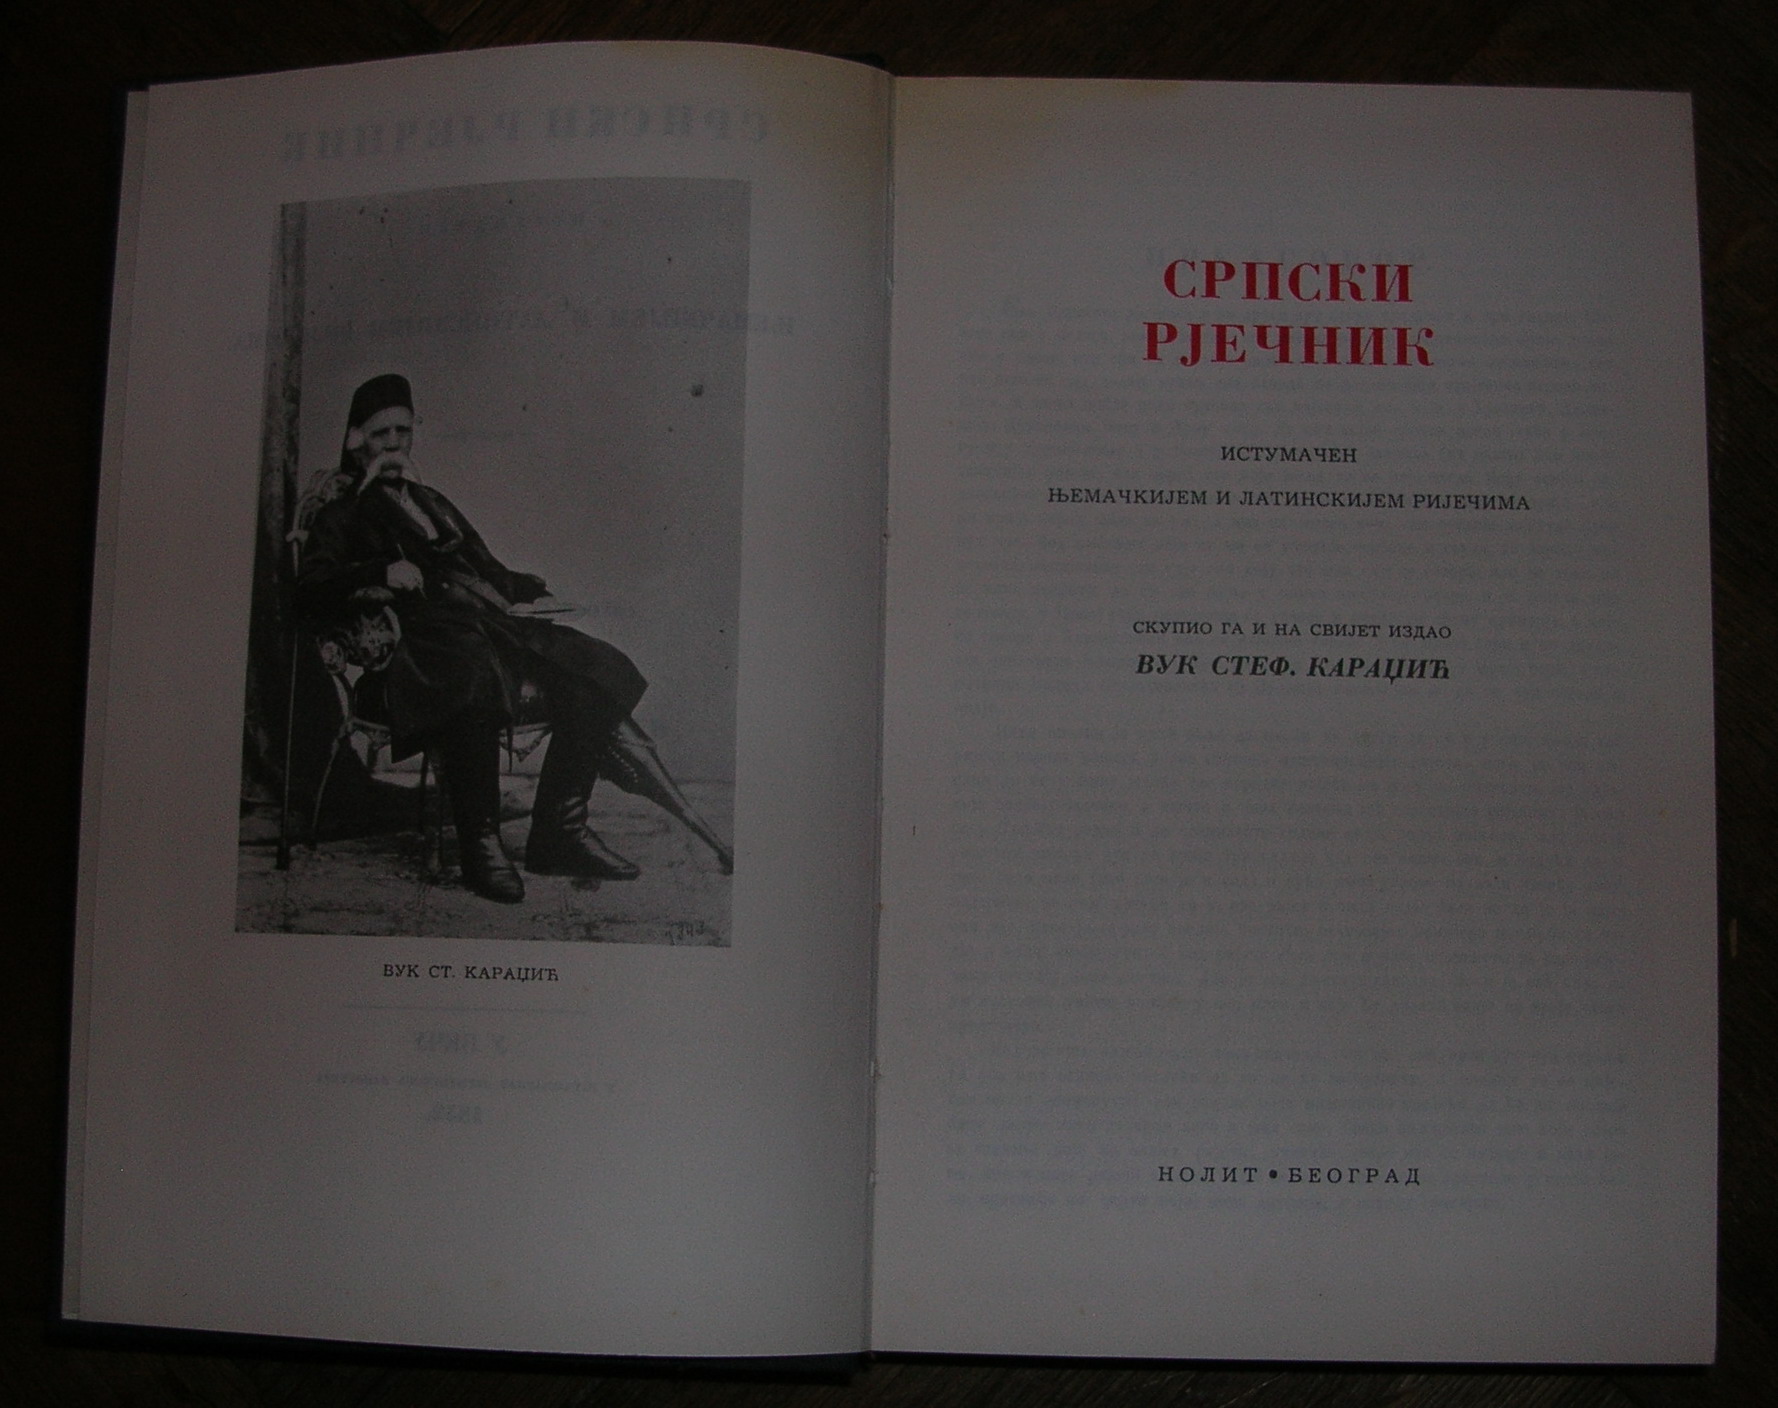 ВУК СТ. КАРАЏИЋ
СРПСКИ
РЈЕЧНИК
ИСТУМАЧЕН
ЊЕМАЧКИЈЕМ И ЛАТИНСКИЈЕМ РИЈЕЧИМА
СКУПИО ГА И НА СВИЈЕТ ИЗДАО
ВУК СТЕФ. КАРАЏИЋ
НОЛИТ • БЕОГРАД